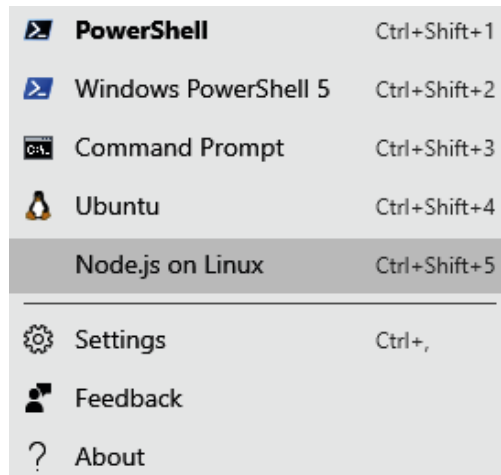 PowerShell Ctrl+Shift+1
Windows PowerShell 5 Ctrl+Shift+2
Command Prompt Ctrl+Shift+3
Ubuntu Ctrl+Shift+4
Node.js on Linux Ctrl+Shift+5
Settings Ctrl+,
Feedback
About